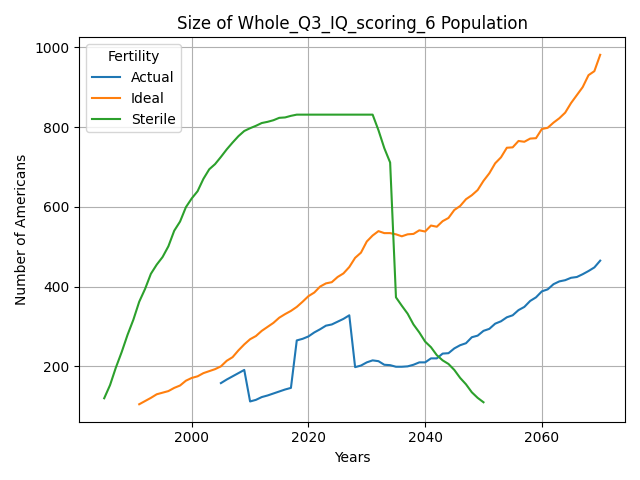 Size of Whole_Q3_IQ_scoring_6 Population
Number of Americans
1000
800
600
400
200
Fertility
Actual
Ideal
Sterile
2000 2020 2040 2060
Years